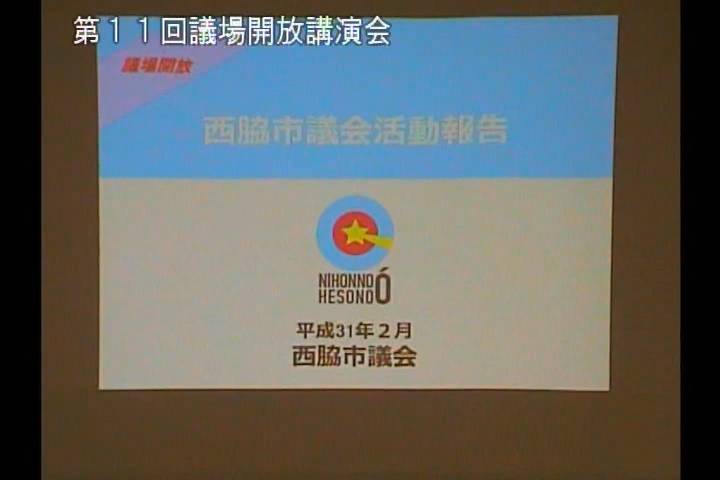 第１１回議場開放講演会
議場開放
西脇市議会活動報告
NIHONNO
HESONO
Ó
平成31年２月
西脇市議会